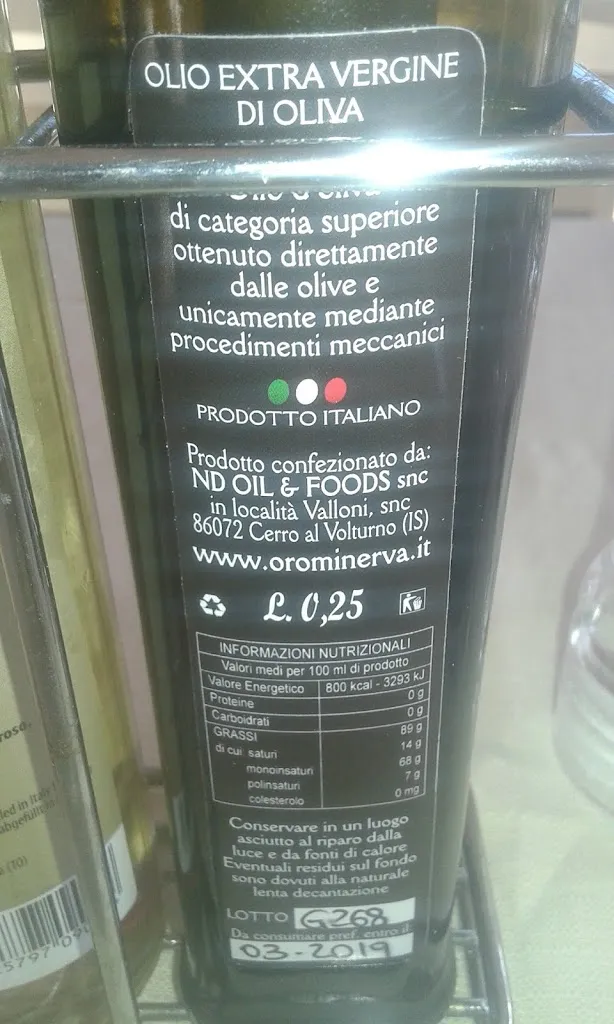 OLIO EXTRA VERGINE
DI OLIVA
di categoria superiore
ottenuto direttamente
dalle olive e
unicamente mediante
procedimenti meccanici
PRODOTTO ITALIANO
Prodotto confezionato da:
ND OIL & FOODS snc
in località Valloni, snc
86072 Cerro al Volturno (IS)
www.orominerva.it
L. 0,25
INFORMAZIONI NUTRIZIONALI
Valori medi per 100 ml di prodotto
Valore Energetico 800 kcal - 3293 kJ
Proteine 0 g
Carboidrati 0 g
GRASSI 89 g
di cui saturi 14 g
monoinsaturi 68 g
polinsaturi 7 g
colesterolo 0 mg
Conservare in un luogo
asciutto al riparo dalla
luce e da fonti di calore
Eventuali residui sul fondo
sono dovuti alla naturale
lenta decantazione
LOTTO G268
Da consumare pref. entro il
03-2019